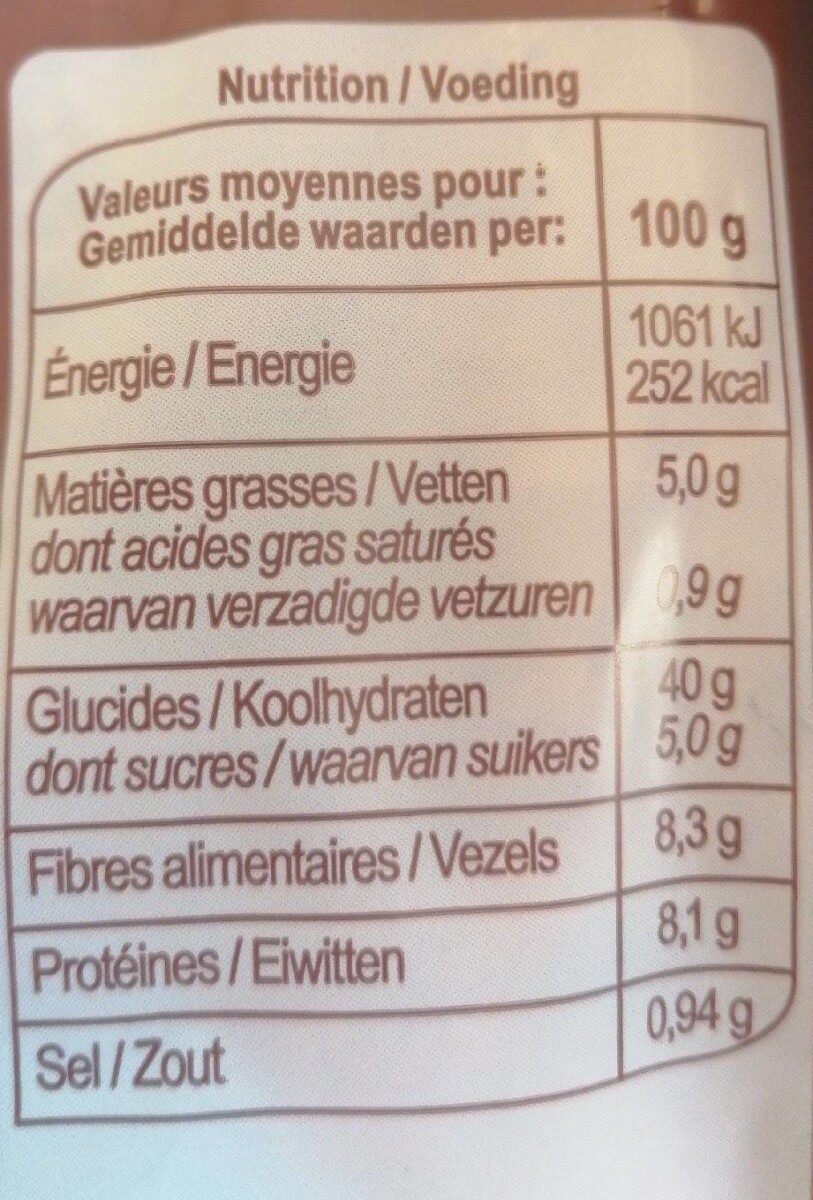 Nutrition / Voeding
Valeurs moyennes pour :
Gemiddelde waarden per:
100 g
Énergie / Energie
1061 kJ
252 kcal
Matières grasses / Vetten
5,0 g
dont acides gras saturés
waarvan verzadigde vetzuren
0,9 g
Glucides / Koolhydraten
40 g
dont sucres / waarvan suikers
5,0 g
Fibres alimentaires / Vezels
8,3 g
Protéines / Eiwitten
8,1 g
Sel / Zout
0,94 g